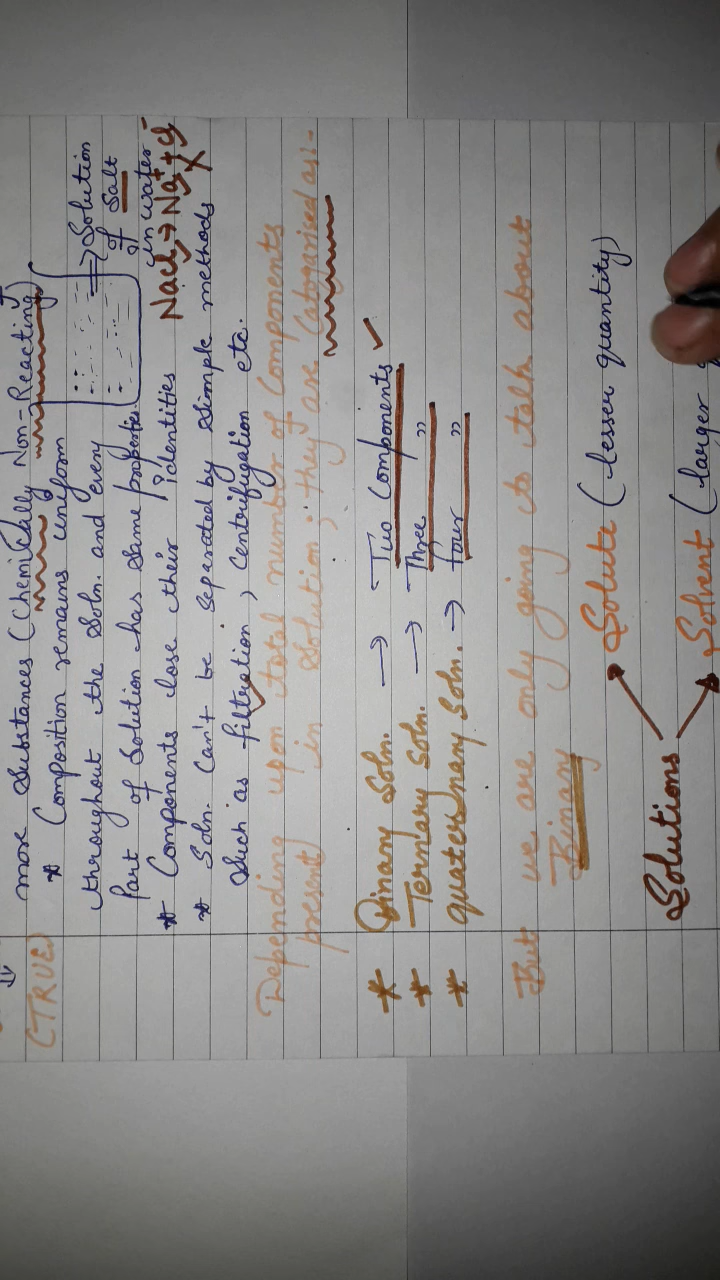 (TRUE)
more Substances (Chemically Non-Reacting)
* Composition remains uniform
throughout the Soln. and every
part of Solution has same properties.
⇒ Solution
of Salt
in water
NaCl → Na⁺ + Cl⁻
* Components lose their identities
* Soln. Can't be separated by simple methods
such as filtration, centrifugation etc.
Depending upon total number of Components
present in solution; they are Catogorised as:-
* Binary Soln. → Two Components ✓
* Ternary Soln. → Three "
* quaternary Soln. → four "
But we are only going to talk about
Binary
Solutions
Solute (lesser quantity)
Solvent (larger